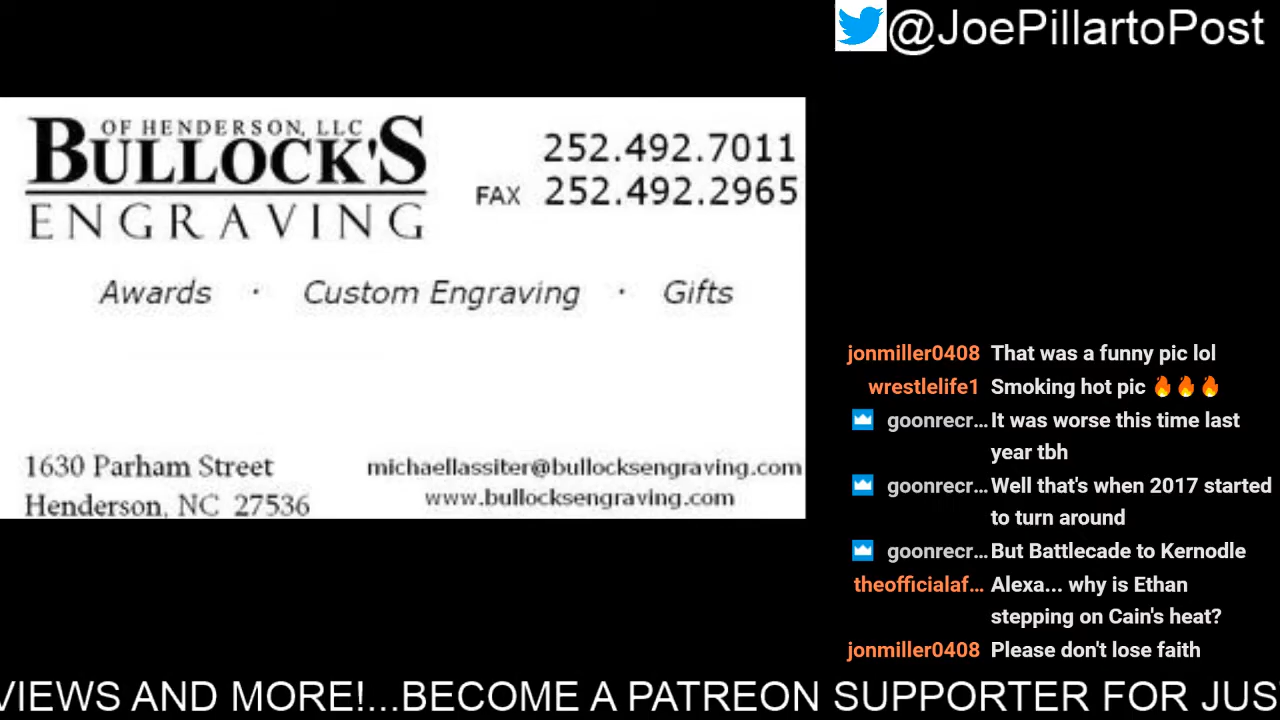 @JoePillartoPost
OF HENDERSON, LLC
BULLOCK'S
ENGRAVING
252.492.7011
FAX 252.492.2965
Awards · Custom Engraving · Gifts
1630 Parham Street
Henderson, NC 27536
michaellassiter@bullocksengraving.com
www.bullocksengraving.com
jonmiller0408 That was a funny pic lol
wrestlelife1 Smoking hot pic 🔥🔥🔥
goonrecr... It was worse this time last
year tbh
goonrecr... Well that's when 2017 started
to turn around
goonrecr... But Battlecade to Kernodle
theofficialaf... Alexa... why is Ethan
stepping on Cain's heat?
jonmiller0408 Please don't lose faith
VIEWS AND MORE!...BECOME A PATREON SUPPORTER FOR JUS